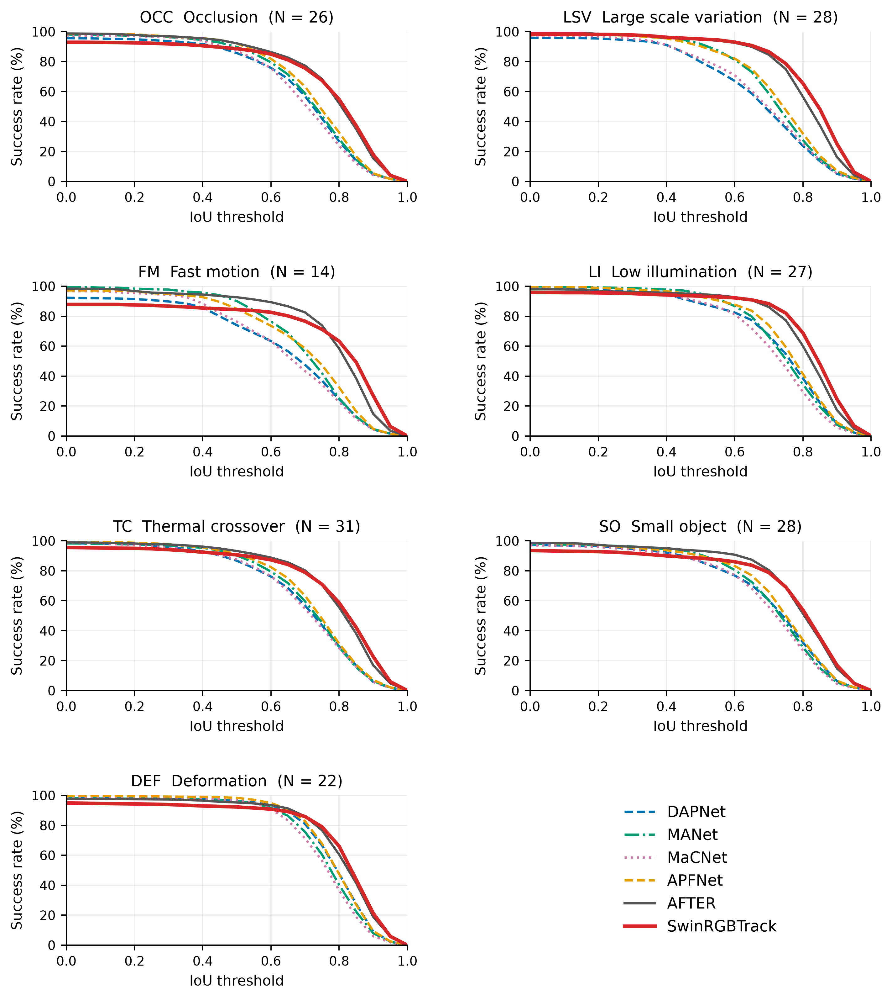 OCC  Occlusion  (N = 26)
Success rate (%)
100
80
60
40
20
0
0.0 0.2 0.4 0.6 0.8 1.0
IoU threshold
LSV  Large scale variation  (N = 28)
Success rate (%)
100
80
60
40
20
0
0.0 0.2 0.4 0.6 0.8 1.0
IoU threshold
FM  Fast motion  (N = 14)
Success rate (%)
100
80
60
40
20
0
0.0 0.2 0.4 0.6 0.8 1.0
IoU threshold
LI  Low illumination  (N = 27)
Success rate (%)
100
80
60
40
20
0
0.0 0.2 0.4 0.6 0.8 1.0
IoU threshold
TC  Thermal crossover  (N = 31)
Success rate (%)
100
80
60
40
20
0
0.0 0.2 0.4 0.6 0.8 1.0
IoU threshold
SO  Small object  (N = 28)
Success rate (%)
100
80
60
40
20
0
0.0 0.2 0.4 0.6 0.8 1.0
IoU threshold
DEF  Deformation  (N = 22)
Success rate (%)
100
80
60
40
20
0
0.0 0.2 0.4 0.6 0.8 1.0
IoU threshold
DAPNet
MANet
MaCNet
APFNet
AFTER
SwinRGBTrack